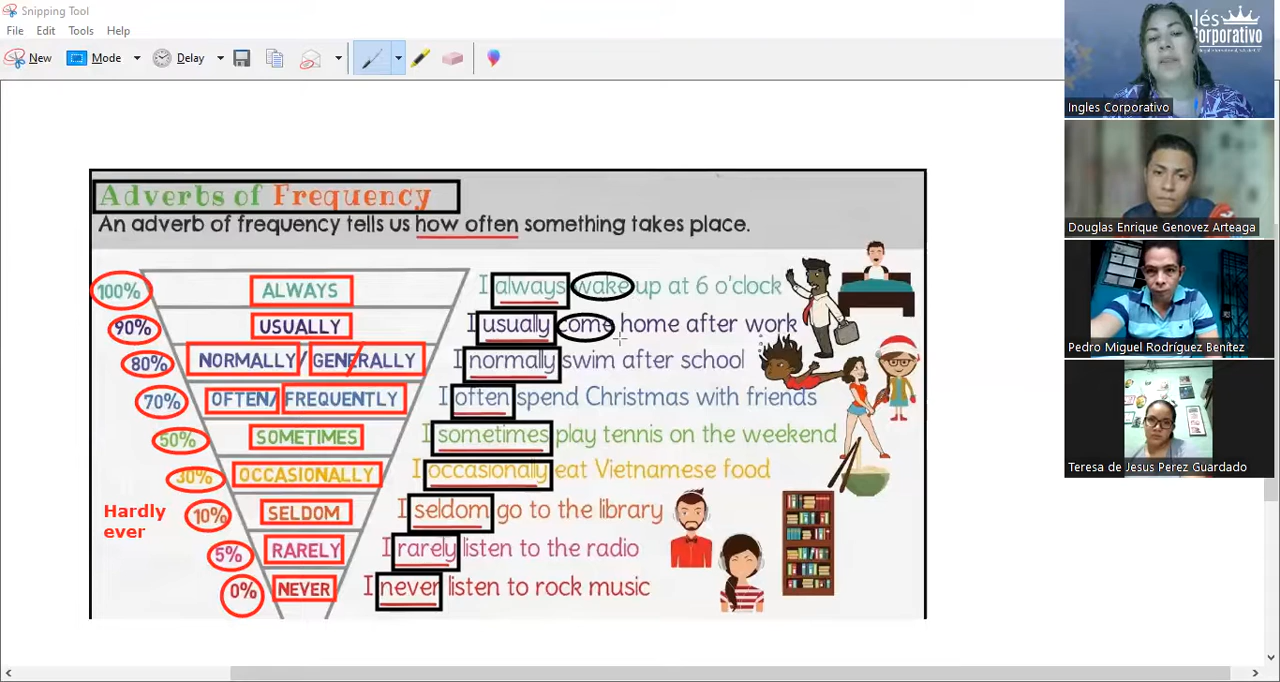 Snipping Tool
File Edit Tools Help
New Mode Delay
Adverbs of Frequency
An adverb of frequency tells us how often something takes place.
100% ALWAYS I always wake up at 6 o'clock
90% USUALLY I usually come home after work
80% NORMALLY/GENERALLY I normally swim after school
70% OFTEN/FREQUENTLY I often spend Christmas with friends
50% SOMETIMES I sometimes play tennis on the weekend
30% OCCASIONALLY I occasionally eat Vietnamese food
Hardly ever
10% SELDOM I seldom go to the library
5% RARELY I rarely listen to the radio
0% NEVER I never listen to rock music
Corporativo
Ingles Corporativo
Douglas Enrique Genovez Arteaga
Pedro Miguel Rodríguez Benitez
Teresa de Jesus Perez Guardado